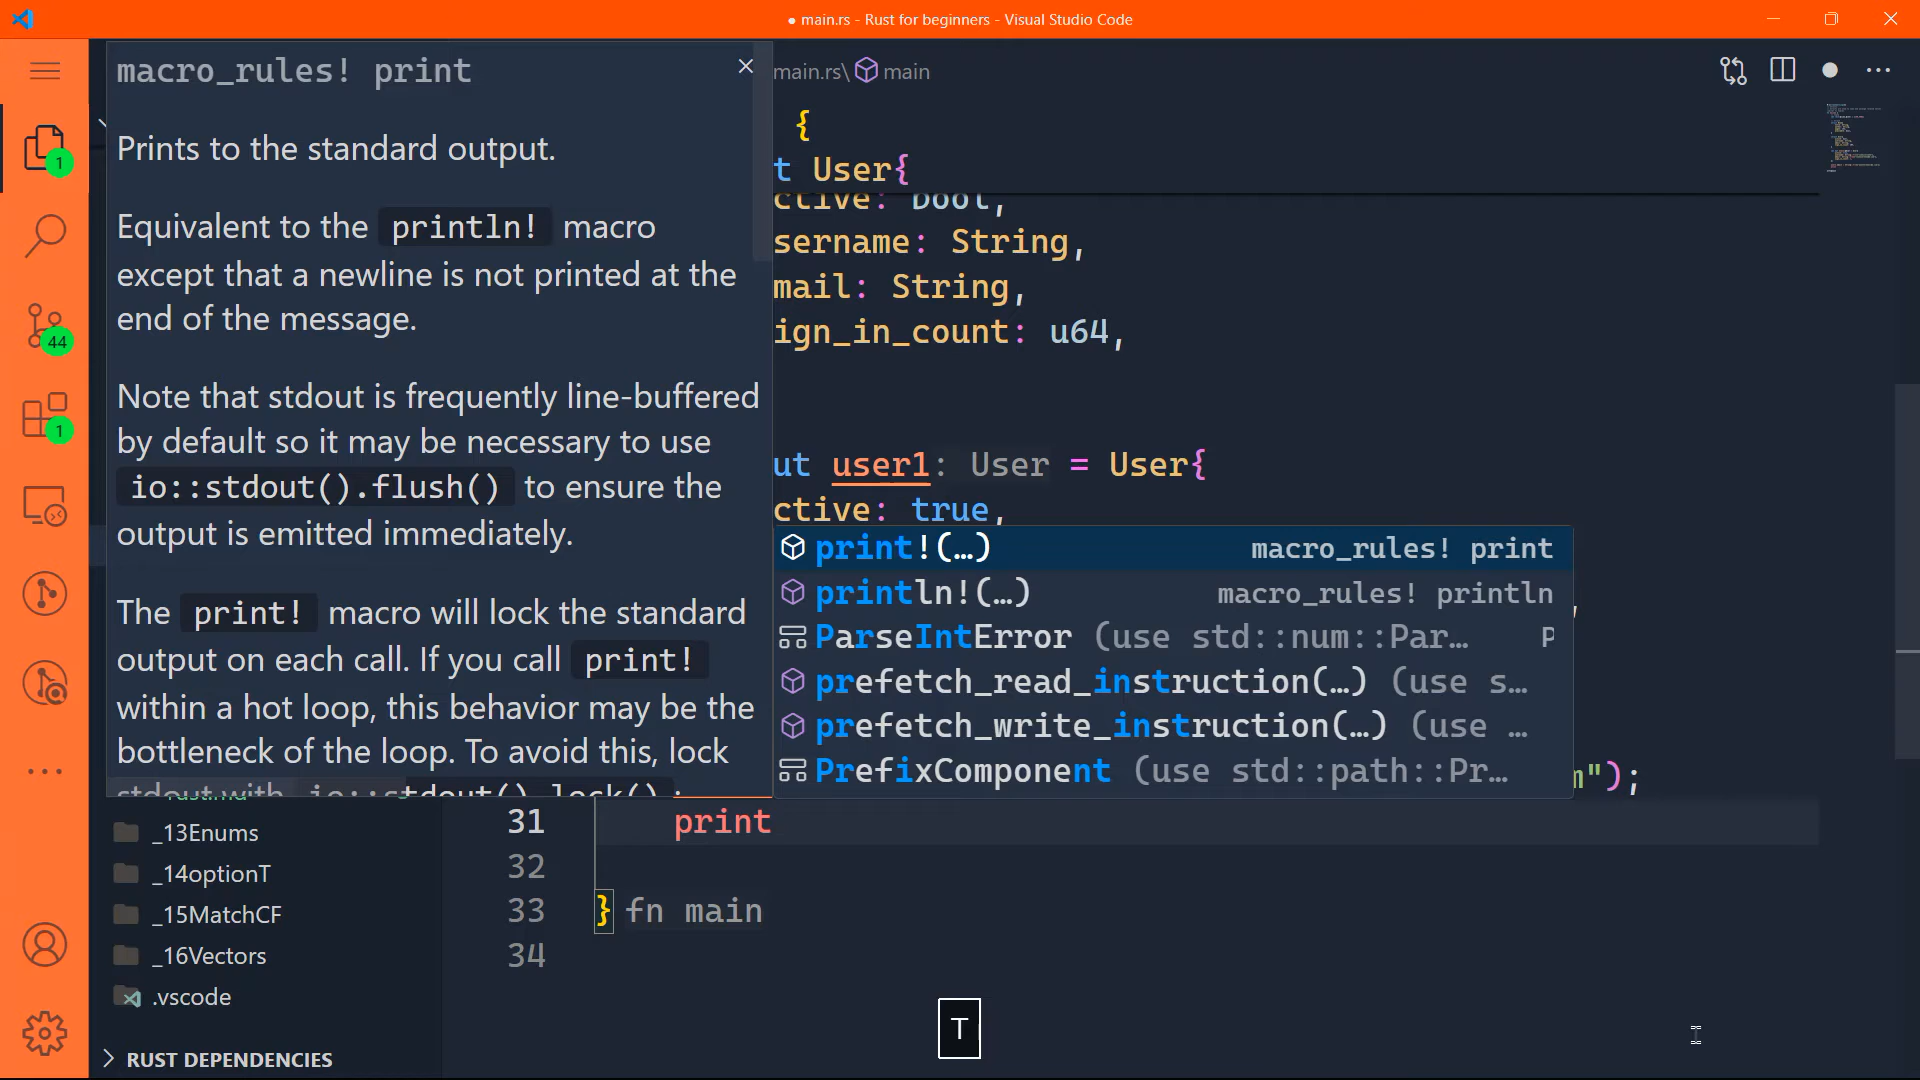 ● main.rs - Rust for beginners - Visual Studio Code
macro_rules! print
Prints to the standard output.
Equivalent to the println! macro
except that a newline is not printed at the
end of the message.
Note that stdout is frequently line-buffered
by default so it may be necessary to use
io::stdout().flush() to ensure the
output is emitted immediately.
The print! macro will lock the standard
output on each call. If you call print!
within a hot loop, this behavior may be the
bottleneck of the loop. To avoid this, lock
stdout with io::stdout().lock() :
main.rs\ main
{
t User{
ctive: bool,
sername: String,
mail: String,
ign_in_count: u64,
ut user1: User = User{
ctive: true,
print!(…) macro_rules! print
println!(…) macro_rules! println
ParseIntError (use std::num::Par… P
prefetch_read_instruction(…) (use s…
prefetch_write_instruction(…) (use …
PrefixComponent (use std::path::Pr…
m");
31 print
32
33 } fn main
34
1
44
1
_13Enums
_14optionT
_15MatchCF
_16Vectors
.vscode
RUST DEPENDENCIES
T